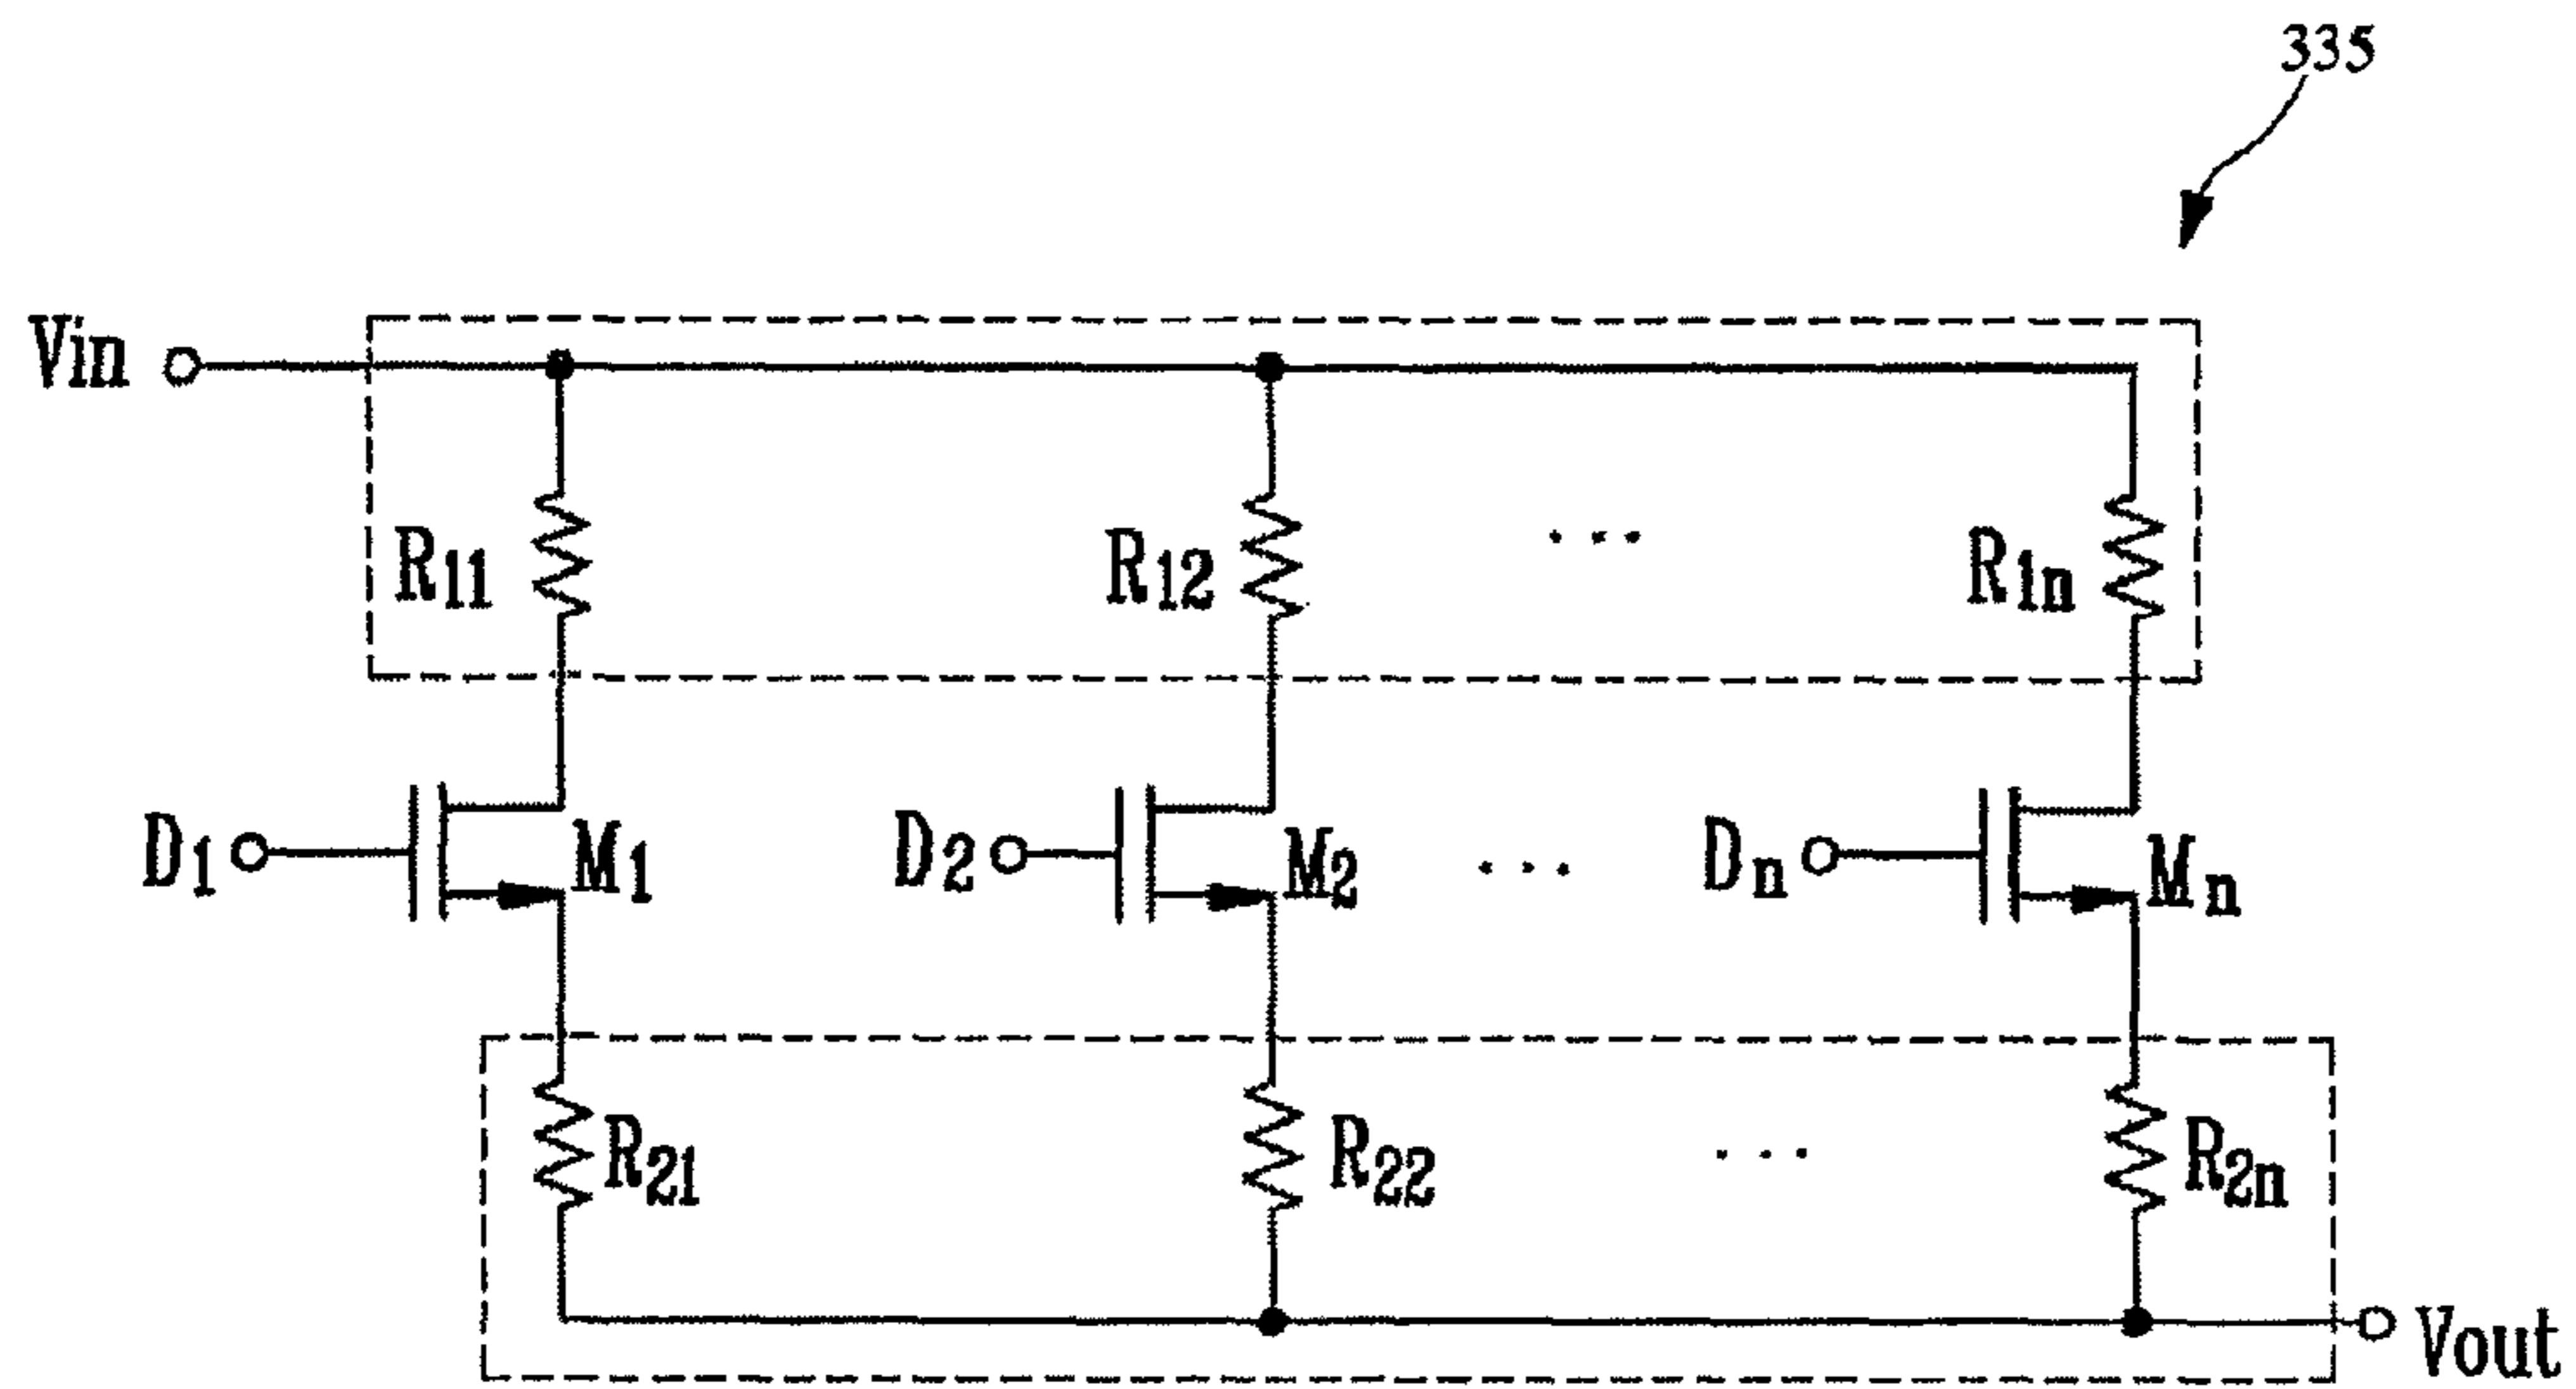 335
Vin
R11 R12 ... R1n
D1 M1 D2 M2 ... Dn Mn
R21 R22 ... R2n
Vout